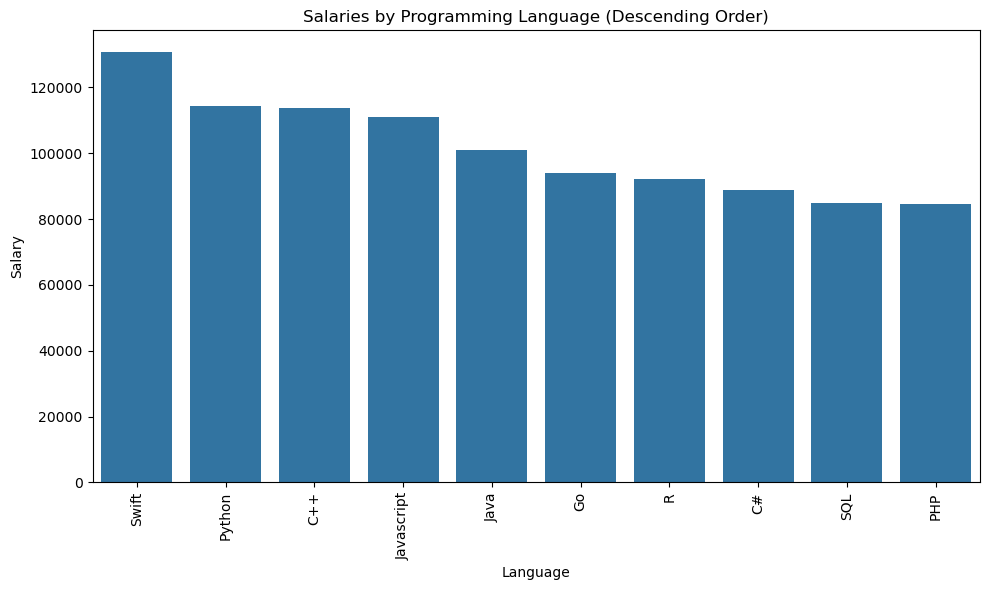 Salaries by Programming Language (Descending Order)
120000
100000
80000
60000
40000
20000
0
Salary
Swift
Python
C++
Javascript
Java
Go
R
C#
SQL
PHP
Language